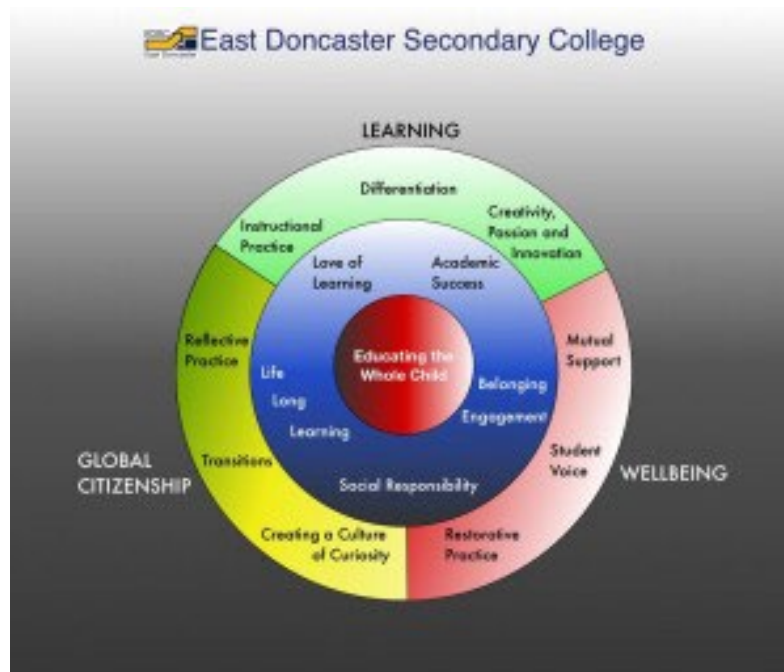 East Doncaster Secondary College
LEARNING
Differentiation
Instructional
Practice
Creativity,
Passion and
Innovation
Love of
Learning
Academic
Success
Reflective
Practice
Educating the
Whole Child
Mutual
Support
Life
Long
Learning
Belonging
Engagement
GLOBAL
CITIZENSHIP
Transitions
Social Responsibility
Student
Voice
WELLBEING
Creating a Culture
of Curiosity
Restorative
Practice